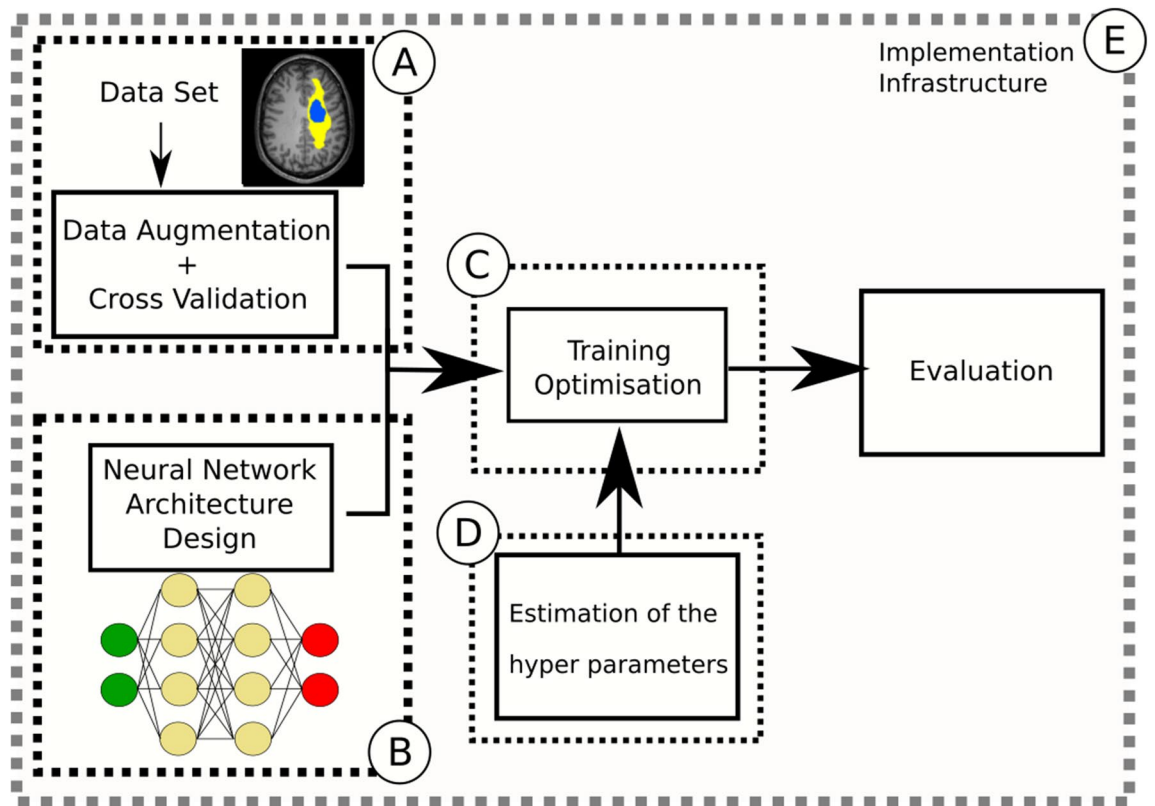 A
Data Set
Data Augmentation
+
Cross Validation
B
Neural Network
Architecture
Design
C
Training
Optimisation
D
Estimation of the
hyper parameters
Evaluation
E
Implementation
Infrastructure